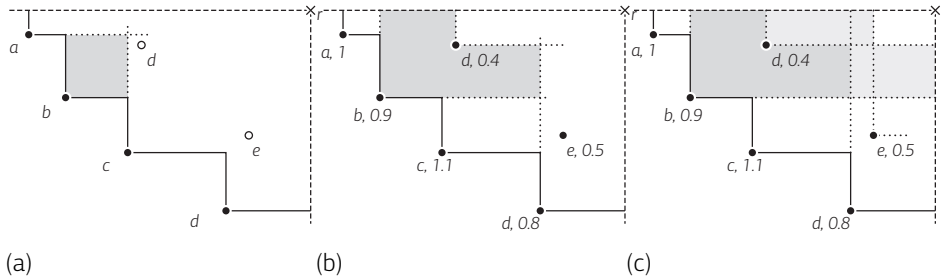 r
a
d
b
e
c
d
(a)
r
a, 1
d, 0.4
b, 0.9
e, 0.5
c, 1.1
d, 0.8
(b)
a, 1
d, 0.4
b, 0.9
e, 0.5
c, 1.1
d, 0.8
(c)